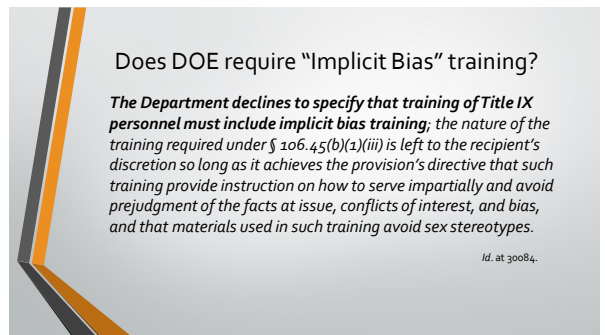 Does DOE require “Implicit Bias” training?
The Department declines to specify that training of Title IX
personnel must include implicit bias training; the nature of the
training required under § 106.45(b)(1)(iii) is left to the recipient’s
discretion so long as it achieves the provision’s directive that such
training provide instruction on how to serve impartially and avoid
prejudgment of the facts at issue, conflicts of interest, and bias,
and that materials used in such training avoid sex stereotypes.
Id. at 30084.